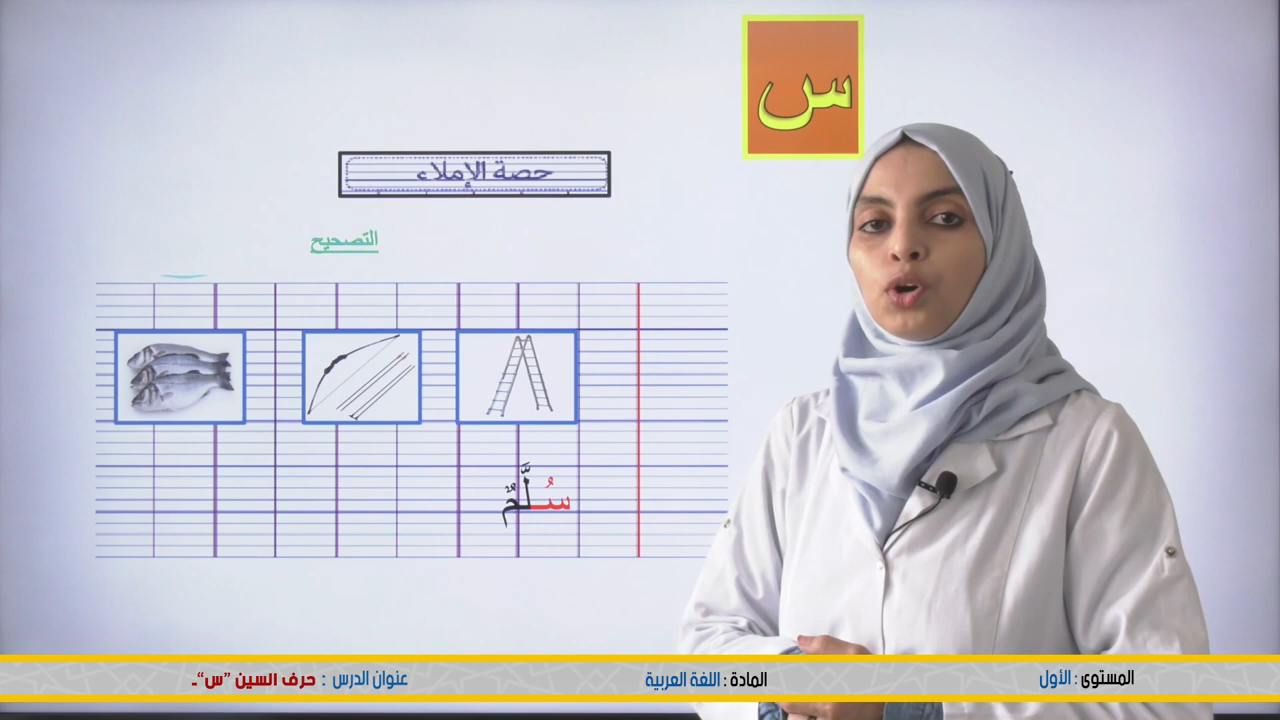 س
حصة الإملاء
التصحيح
سُلَّمٌ
المستوى : الأول
المادة : اللغة العربية
عنوان الدرس : حرف السين ”س“ـ